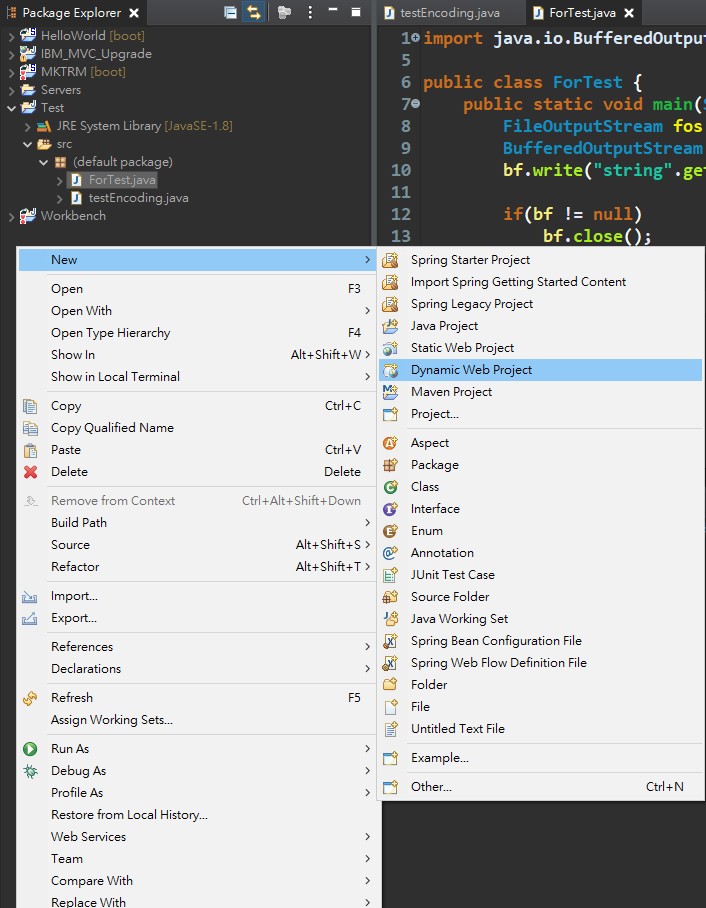 Package Explorer
HelloWorld [boot]
IBM_MVC_Upgrade
MKTRM [boot]
Servers
Test
JRE System Library [JavaSE-1.8]
src
(default package)
ForTest.java
testEncoding.java
Workbench
testEncoding.java ForTest.java
1 import java.io.BufferedOutpu
5
6 public class ForTest {
7 public static void main(S
8 FileOutputStream fos
9 BufferedOutputStream
10 bf.write("string".get
11
12 if(bf != null)
13 bf.close();
New
Open F3
Open With
Open Type Hierarchy F4
Show In Alt+Shift+W
Show in Local Terminal
Copy Ctrl+C
Copy Qualified Name
Paste Ctrl+V
Delete Delete
Remove from Context Ctrl+Alt+Shift+Down
Build Path
Source Alt+Shift+S
Refactor Alt+Shift+T
Import...
Export...
References
Declarations
Refresh F5
Assign Working Sets...
Run As
Debug As
Profile As
Restore from Local History...
Web Services
Team
Compare With
Replace With
Spring Starter Project
Import Spring Getting Started Content
Spring Legacy Project
Java Project
Static Web Project
Dynamic Web Project
Maven Project
Project...
Aspect
Package
Class
Interface
Enum
Annotation
JUnit Test Case
Source Folder
Java Working Set
Spring Bean Configuration File
Spring Web Flow Definition File
Folder
File
Untitled Text File
Example...
Other... Ctrl+N